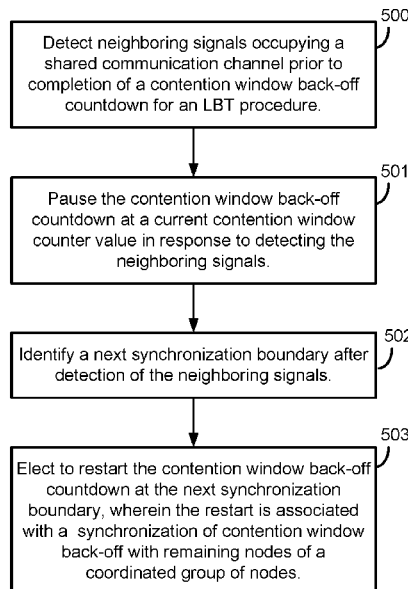 500
Detect neighboring signals occupying a
shared communication channel prior to
completion of a contention window back-off
countdown for an LBT procedure.
501
Pause the contention window back-off
countdown at a current contention window
counter value in response to detecting the
neighboring signals.
502
Identify a next synchronization boundary after
detection of the neighboring signals.
503
Elect to restart the contention window back-off
countdown at the next synchronization
boundary, wherein the restart is associated
with a synchronization of contention window
back-off with remaining nodes of a
coordinated group of nodes.